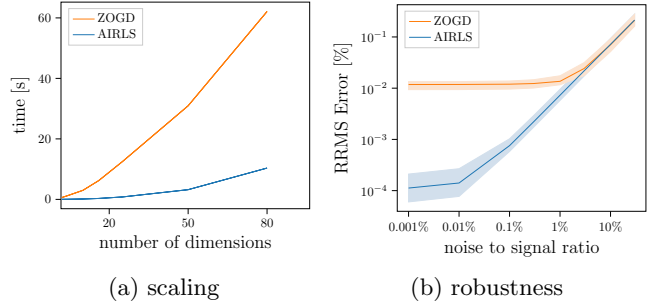 ZOGD
AIRLS
60
40
20
0
time [s]
20
50
80
number of dimensions
(a) scaling
ZOGD
AIRLS
10⁻¹
10⁻²
10⁻³
10⁻⁴
RRMS Error [%]
0.001%
0.01%
0.1%
1%
10%
noise to signal ratio
(b) robustness